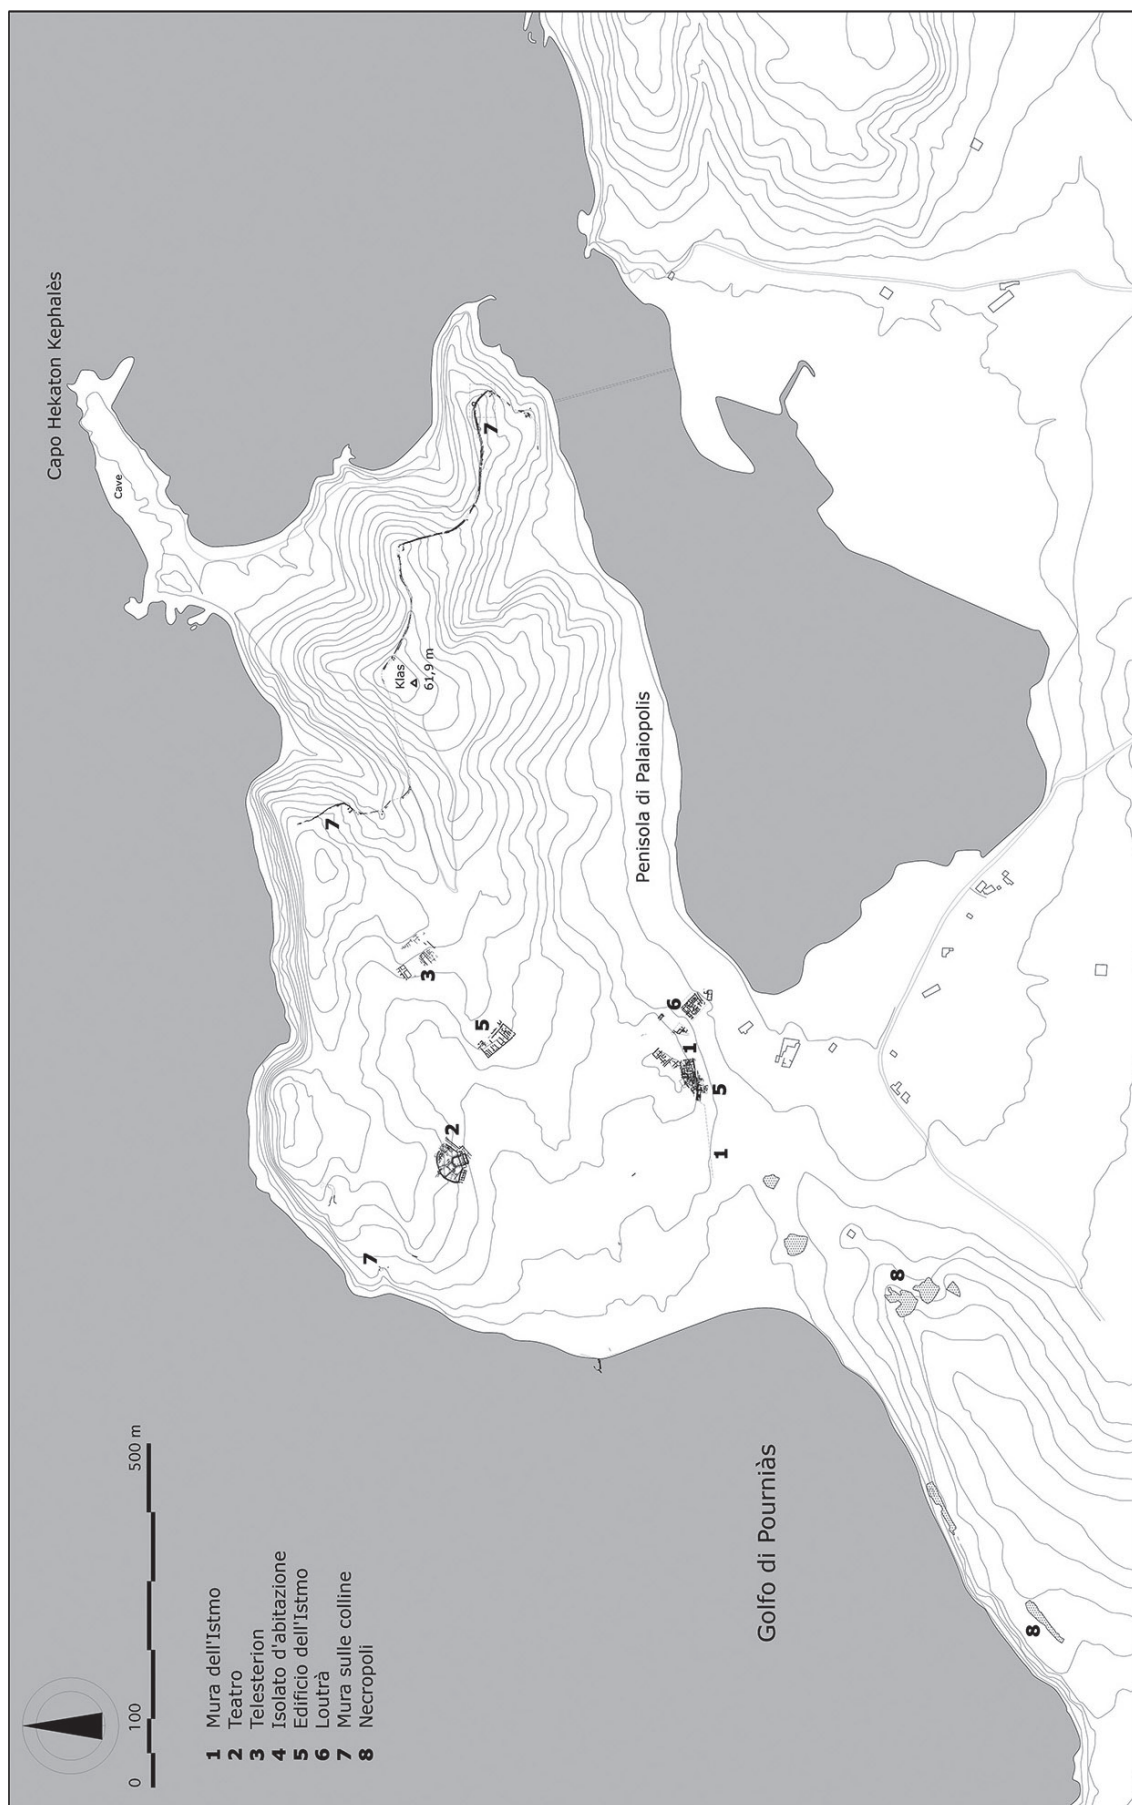 Capo Hekaton Kephalès
Cave
7
Klas
61,9 m
7
Penisola di Palaiopolis
3
5
6
1
5
2
1
7
8
8
Golfo di Pourniàs
0
100
500 m
1 Mura dell'Istmo
2 Teatro
3 Telesterion
4 Isolato d'abitazione
5 Edificio dell'Istmo
6 Loutrà
7 Mura sulle colline
8 Necropoli